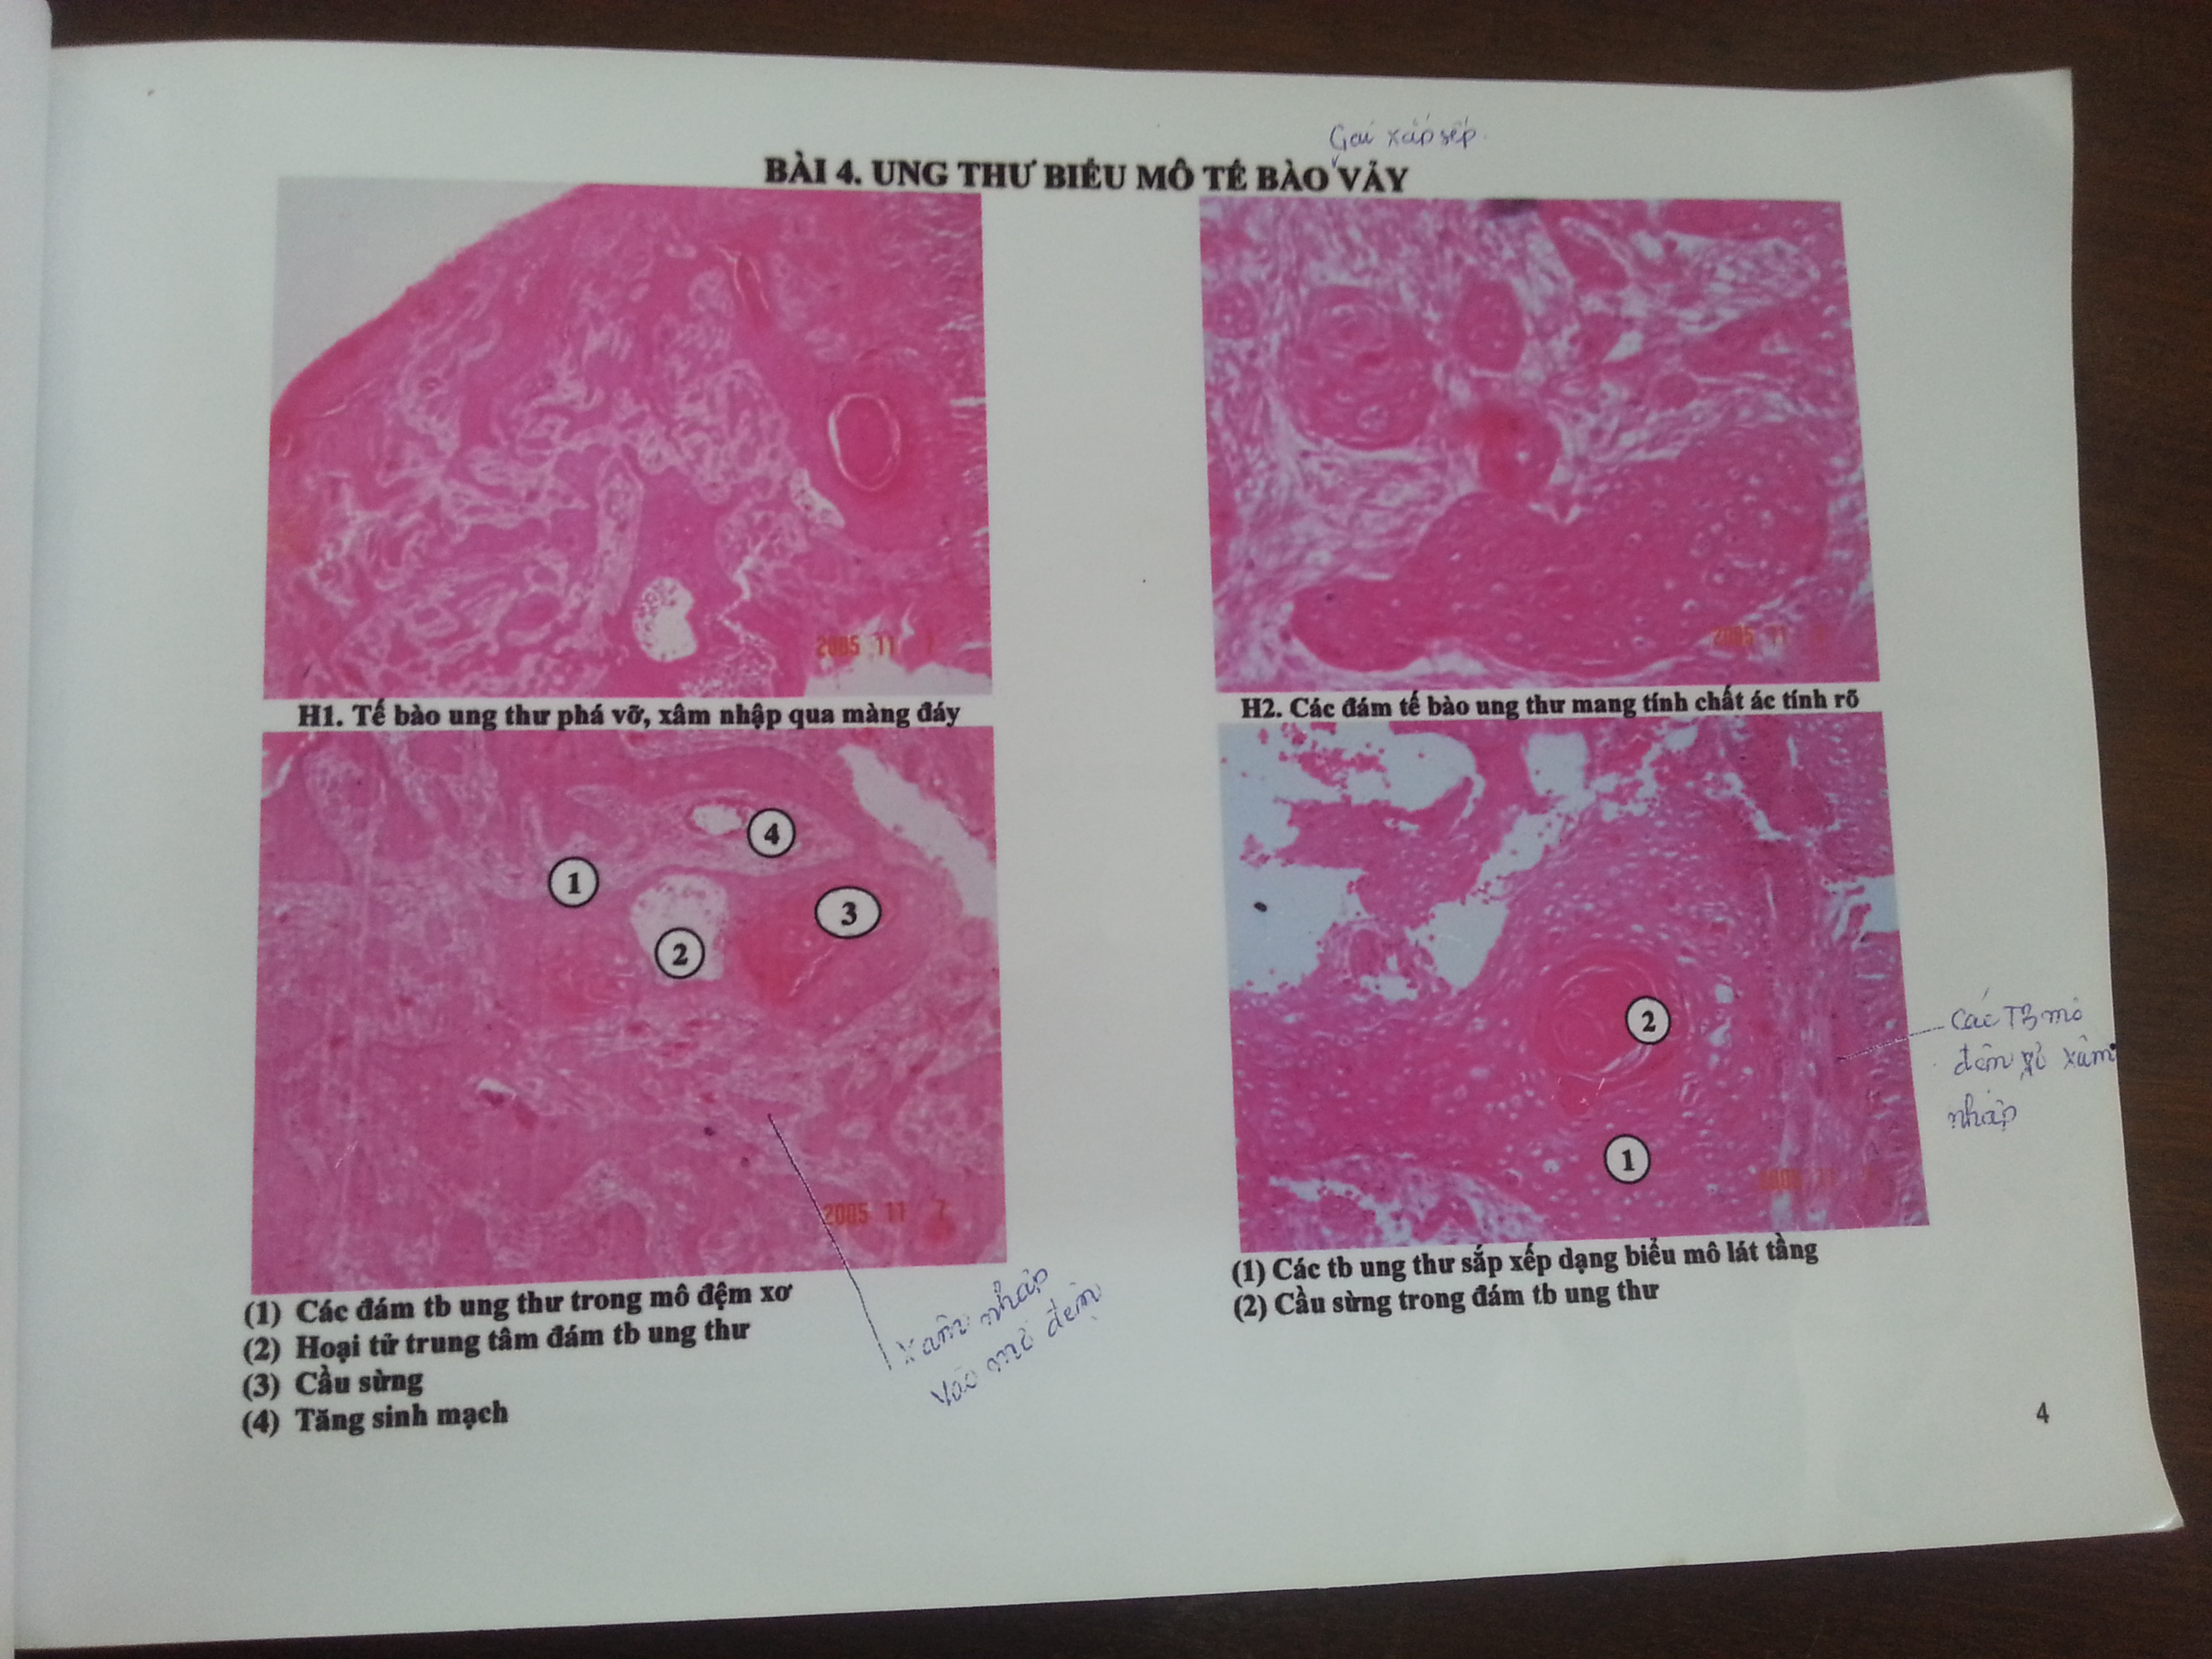 Gai xắp sếp
BÀI 4. UNG THƯ BIỂU MÔ TẾ BÀO VẢY
2005 11 7
2005 11
H1. Tế bào ung thư phá vỡ, xâm nhập qua màng đáy
H2. Các đám tế bào ung thư mang tính chất ác tính rõ
4
1
3
2
2005 11 7
2
1
2005 11
Các TB mô
đệm xâm
nhập
(1) Các đám tb ung thư trong mô đệm xơ
(2) Hoại tử trung tâm đám tb ung thư
(3) Cầu sừng
(4) Tăng sinh mạch
Xâm nhập
vào mô đệm
(1) Các tb ung thư sắp xếp dạng biểu mô lát tầng
(2) Cầu sừng trong đám tb ung thư
4